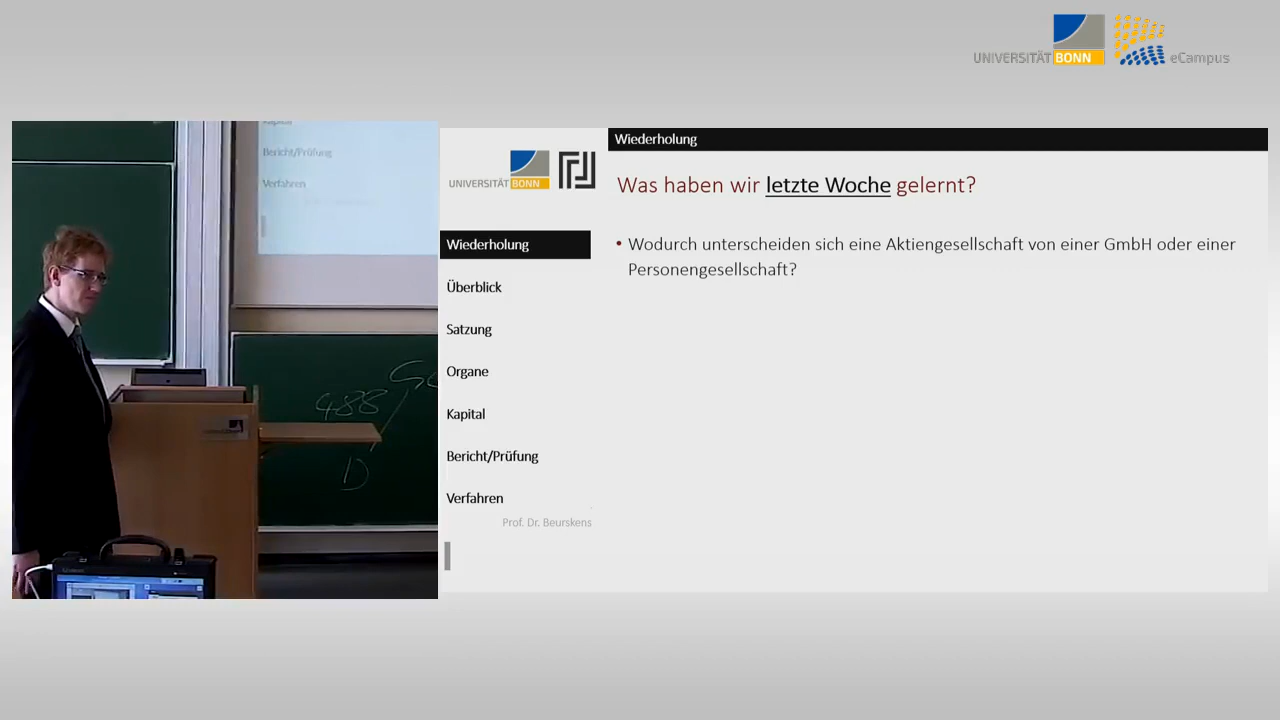 UNIVERSITÄT BONN eCampus
Bericht/Prüfung
Verfahren
488
D
UNIVERSITÄT BONN
Wiederholung
Überblick
Satzung
Organe
Kapital
Bericht/Prüfung
Verfahren
Prof. Dr. Beurskens
Wiederholung
Was haben wir letzte Woche gelernt?
• Wodurch unterscheiden sich eine Aktiengesellschaft von einer GmbH oder einer
Personengesellschaft?